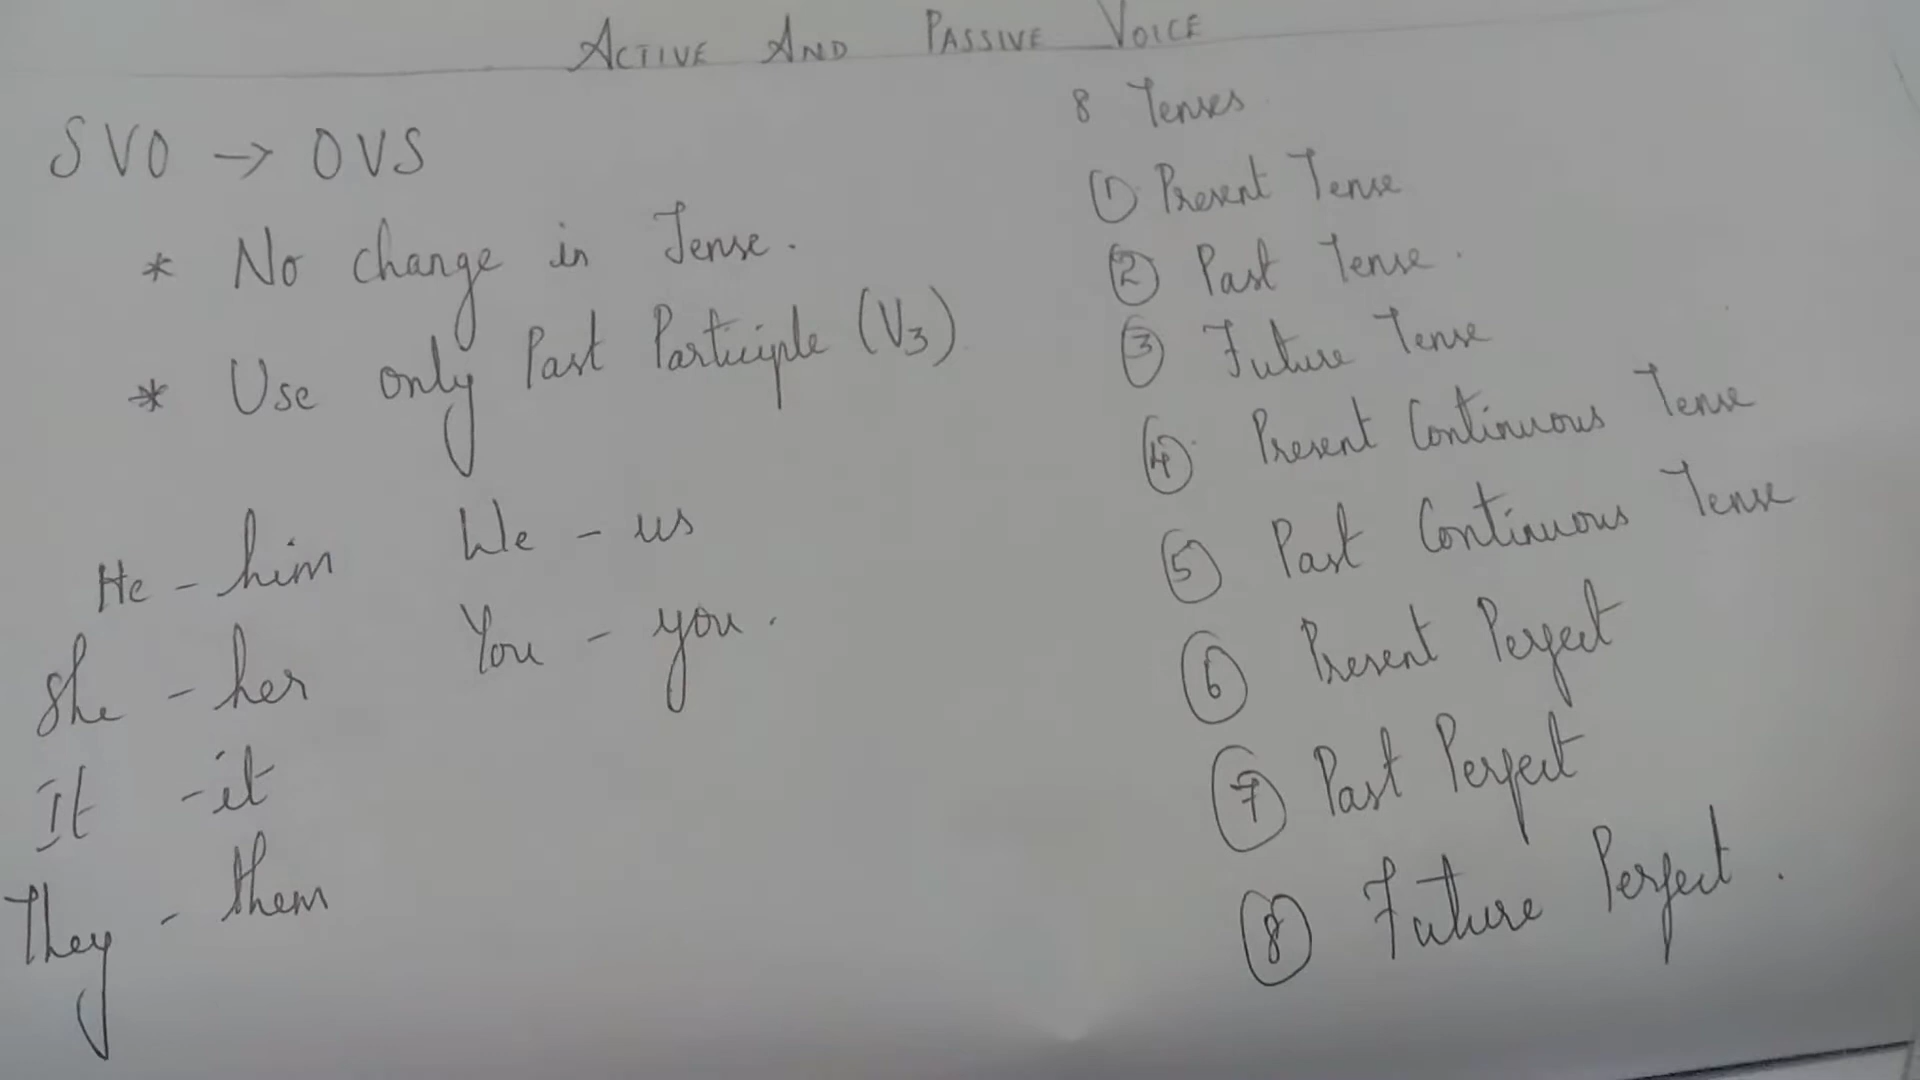 ACTIVE AND PASSIVE VOICE
SVO → OVS
* No change in Tense.
* Use only Past Participle (V3)
He - him
She - her
It - it
They - them
We - us
You - you.
8 Tenses
① Present Tense
② Past Tense.
③ Future Tense
④ Present Continuous Tense
⑤ Past Continuous Tense
⑥ Present Perfect
⑦ Past Perfect
⑧ Future Perfect.